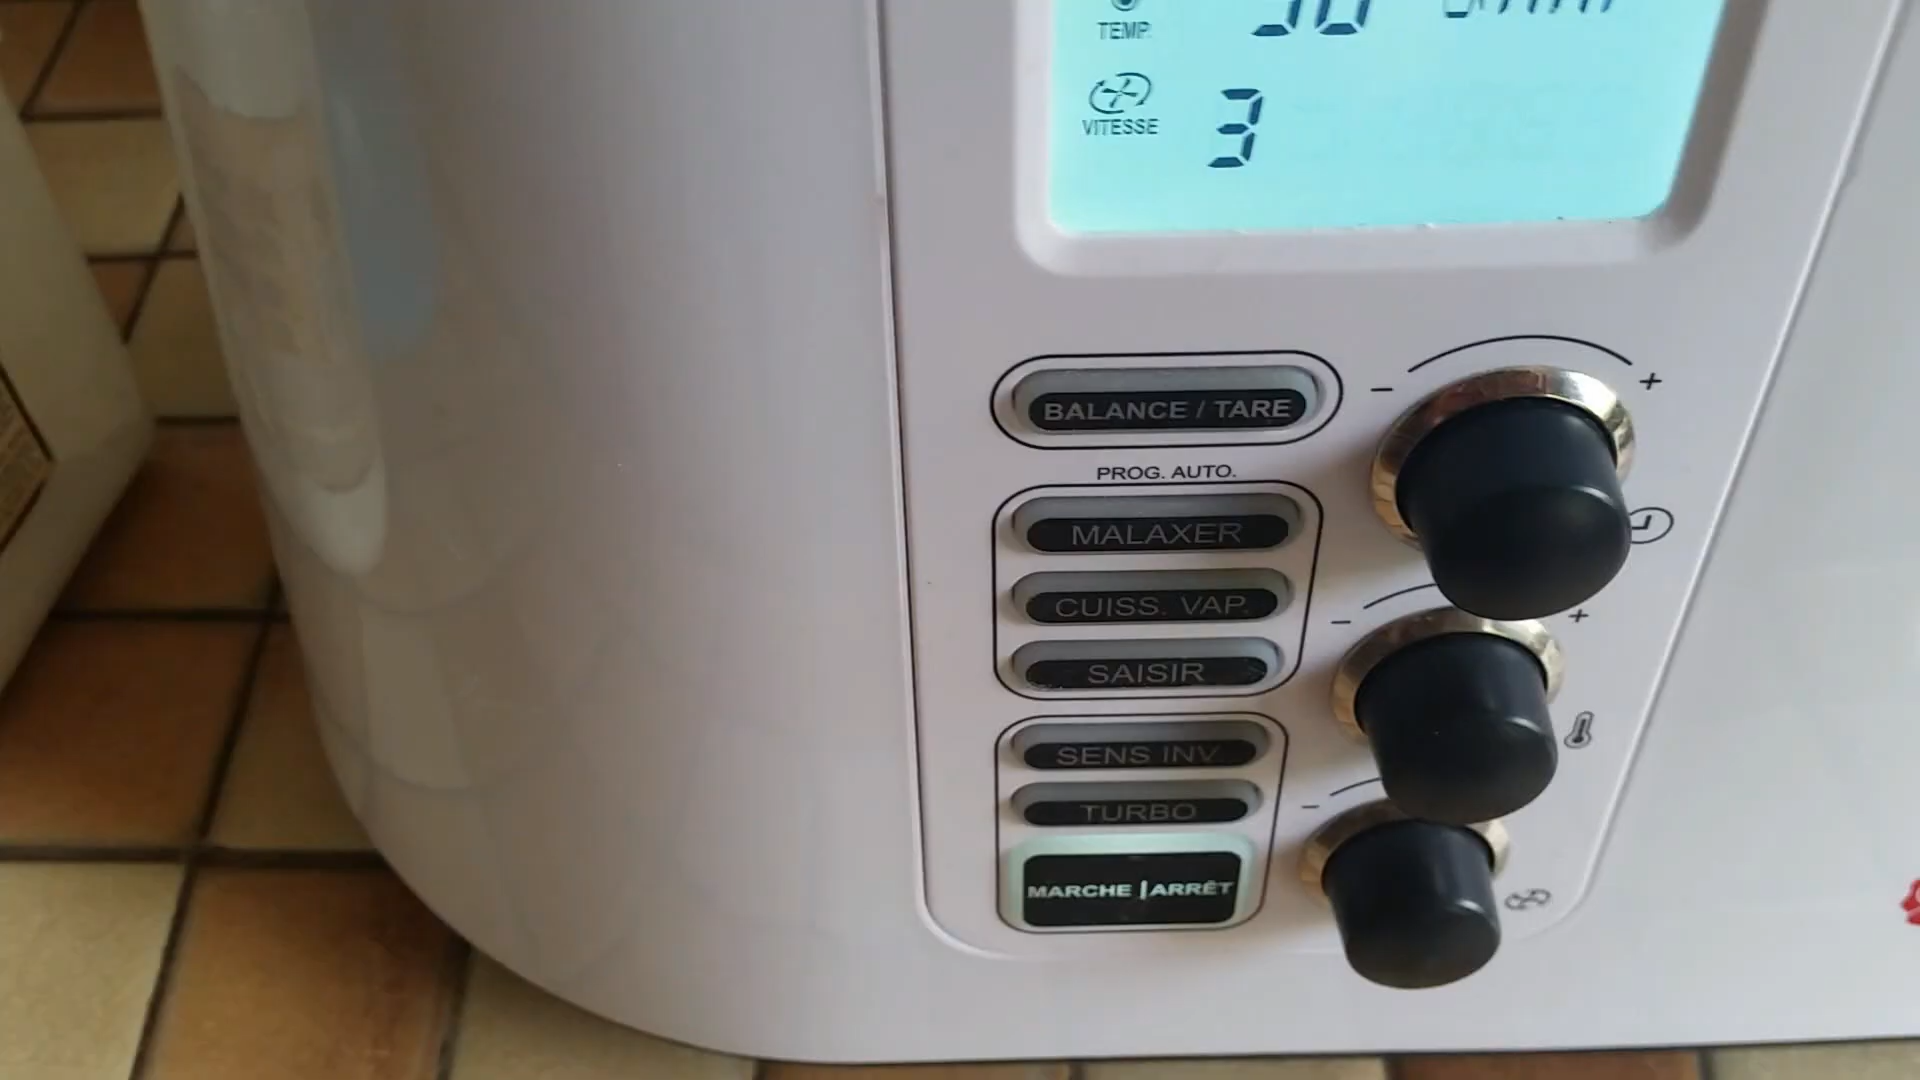 TEMP.
VITESSE
3
BALANCE / TARE
PROG. AUTO.
- +
MALAXER
CUISS. VAP.
- +
SAISIR
SENS INV.
-
TURBO
MARCHE | ARRÊT